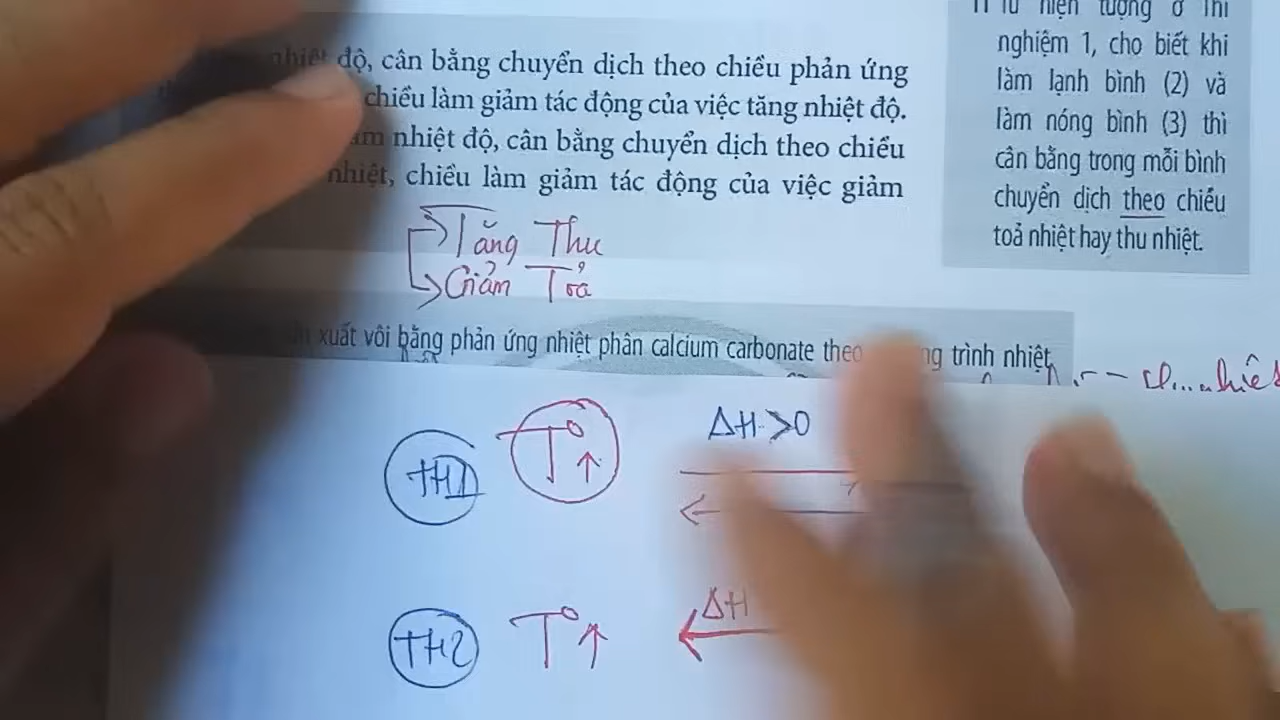 độ, cân bằng chuyển dịch theo chiều phản ứng
chiều làm giảm tác động của việc tăng nhiệt độ.
nhiệt độ, cân bằng chuyển dịch theo chiều
nhiệt, chiều làm giảm tác động của việc giảm
Tăng Thu
Giảm Tỏa
xuất vôi bằng phản ứng nhiệt phân calcium carbonate theo
trình nhiệt
nghiệm 1, cho biết khi
làm lạnh bình (2) và
làm nóng bình (3) thì
cân bằng trong mỗi bình
chuyển dịch theo chiều
toả nhiệt hay thu nhiệt.
TH1 T° ↑ ΔH >0
TH2 T° ↑ ΔH